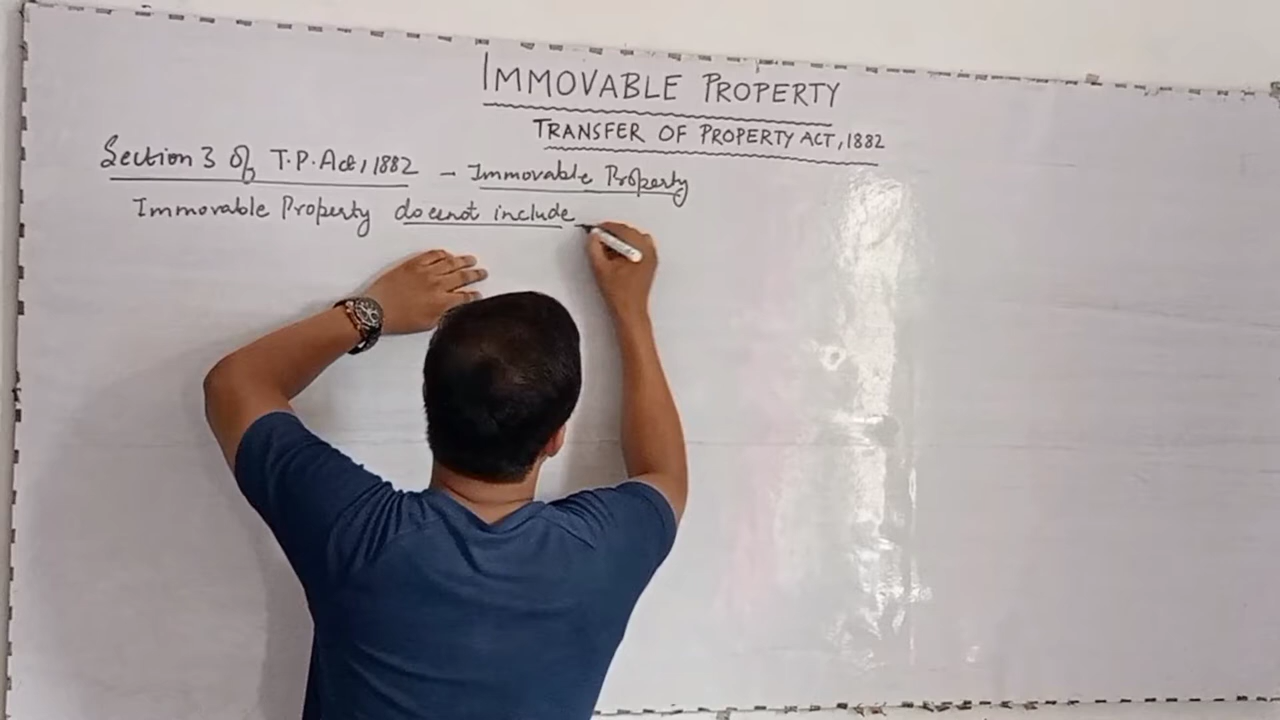 IMMOVABLE PROPERTY
TRANSFER OF PROPERTY ACT, 1882
Section 3 of T.P. Act, 1882 – Immovable Property
Immovable Property doesnot include